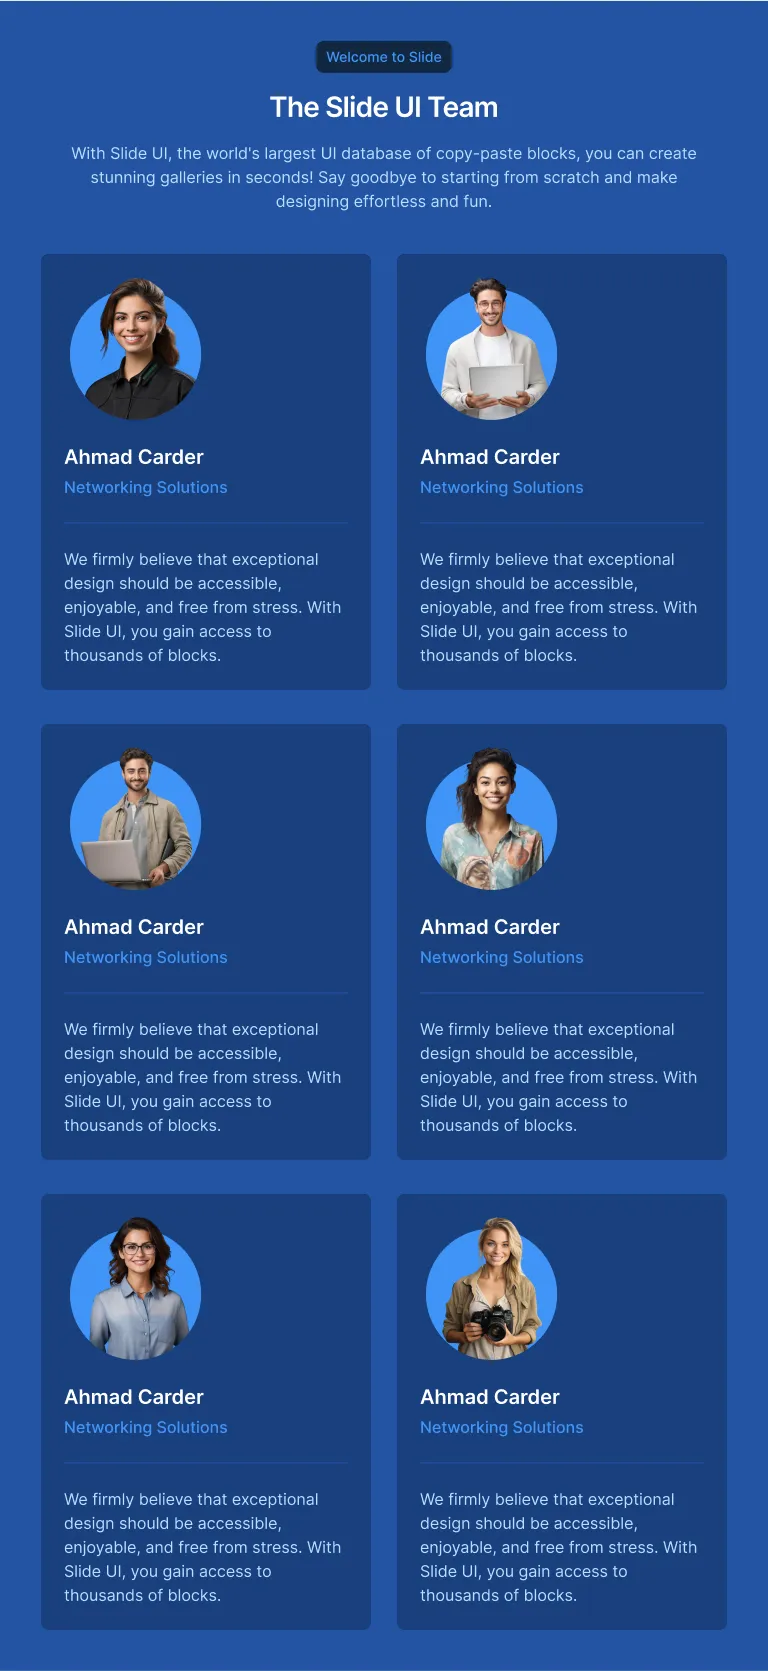 Welcome to Slide
The Slide UI Team
With Slide UI, the world's largest UI database of copy-paste blocks, you can create
stunning galleries in seconds! Say goodbye to starting from scratch and make
designing effortless and fun.
Ahmad Carder
Networking Solutions
We firmly believe that exceptional
design should be accessible,
enjoyable, and free from stress. With
Slide UI, you gain access to
thousands of blocks.
Ahmad Carder
Networking Solutions
We firmly believe that exceptional
design should be accessible,
enjoyable, and free from stress. With
Slide UI, you gain access to
thousands of blocks.
Ahmad Carder
Networking Solutions
We firmly believe that exceptional
design should be accessible,
enjoyable, and free from stress. With
Slide UI, you gain access to
thousands of blocks.
Ahmad Carder
Networking Solutions
We firmly believe that exceptional
design should be accessible,
enjoyable, and free from stress. With
Slide UI, you gain access to
thousands of blocks.
Ahmad Carder
Networking Solutions
We firmly believe that exceptional
design should be accessible,
enjoyable, and free from stress. With
Slide UI, you gain access to
thousands of blocks.
Ahmad Carder
Networking Solutions
We firmly believe that exceptional
design should be accessible,
enjoyable, and free from stress. With
Slide UI, you gain access to
thousands of blocks.